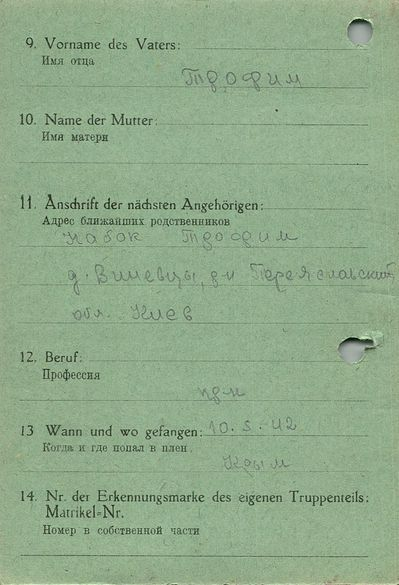 9. Vorname des Vaters:
Имя отца
Трофим
10. Name der Mutter:
Имя матери
11. Anschrift der nächsten Angehörigen:
Адрес ближайших родственников
Набок Трофим
д. Виневцы, р-н Переяславский
обл. Киев
12. Beruf:
Профессия
13 Wann und wo gefangen: 10.5.-42
Когда и где попал в плен
Крым
14. Nr. der Erkennungsmarke des eigenen Truppenteils:
Matrikel=Nr.
Номер в собственной части